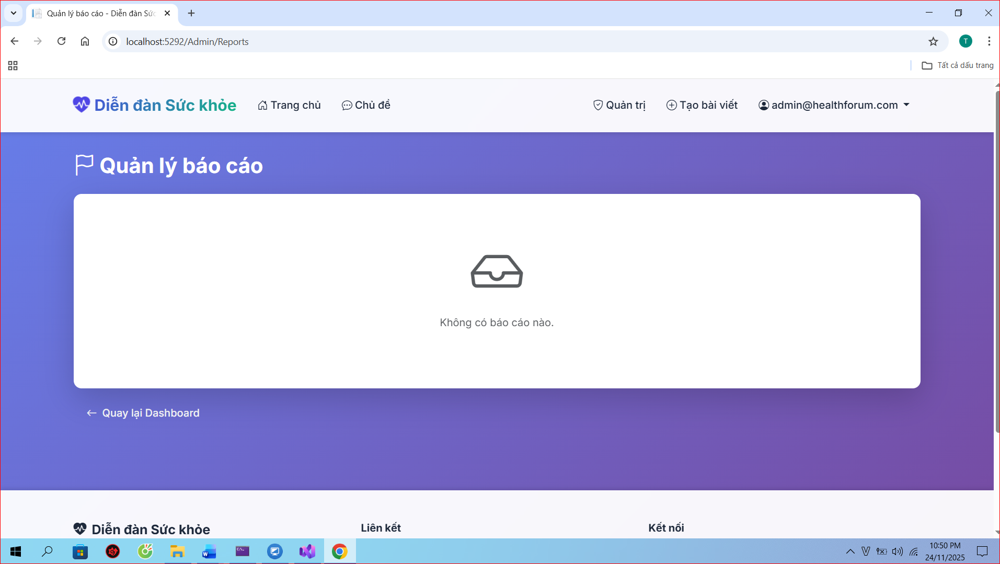 Quản lý báo cáo - Diễn đàn Sức
localhost:5292/Admin/Reports
T
Tất cả dấu trang
Diễn đàn Sức khỏe
Trang chủ
Chủ đề
Quản trị
Tạo bài viết
admin@healthforum.com
Quản lý báo cáo
Không có báo cáo nào.
← Quay lại Dashboard
Diễn đàn Sức khỏe
Liên kết
Kết nối
10:50 PM
24/11/2025